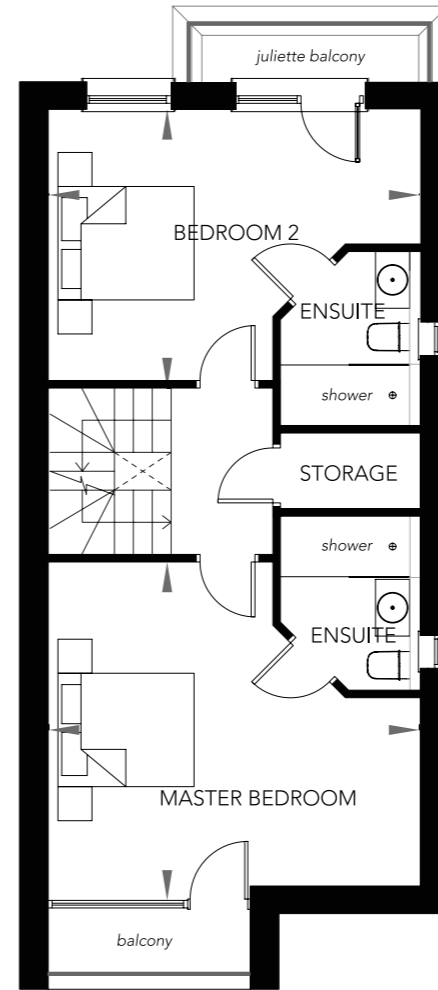 juliette balcony
BEDROOM 2
ENSUITE
shower
STORAGE
shower
ENSUITE
MASTER BEDROOM
balcony